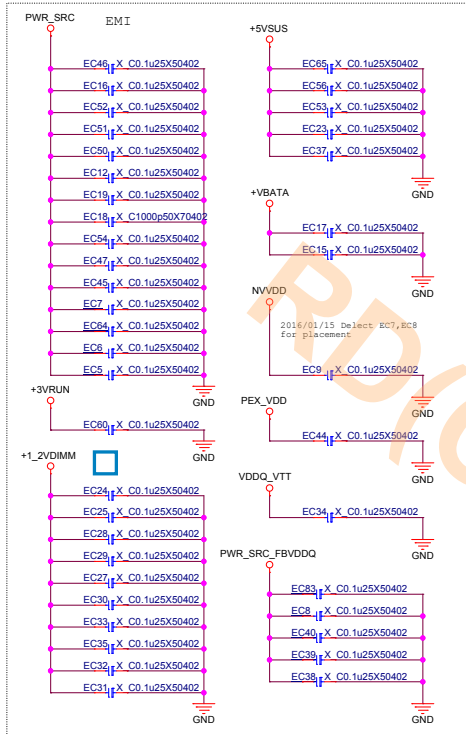 EMI
PWR_SRC
EC46 X_C0.1u25X50402
EC16 X_C0.1u25X50402
EC52 X_C0.1u25X50402
EC51 X_C0.1u25X50402
EC50 X_C0.1u25X50402
EC12 X_C0.1u25X50402
EC19 X_C0.1u25X50402
EC18 X_C1000p50X70402
EC54 X_C0.1u25X50402
EC47 X_C0.1u25X50402
EC45 X_C0.1u25X50402
EC7 X_C0.1u25X50402
EC64 X_C0.1u25X50402
EC6 X_C0.1u25X50402
EC5 X_C0.1u25X50402
GND
+3VRUN
EC60 X_C0.1u25X50402
GND
+1_2VDIMM
EC24 X_C0.1u25X50402
EC25 X_C0.1u25X50402
EC28 X_C0.1u25X50402
EC29 X_C0.1u25X50402
EC27 X_C0.1u25X50402
EC30 X_C0.1u25X50402
EC33 X_C0.1u25X50402
EC35 X_C0.1u25X50402
EC32 X_C0.1u25X50402
EC31 X_C0.1u25X50402
GND
+5VSUS
EC65 X_C0.1u25X50402
EC56 X_C0.1u25X50402
EC53 X_C0.1u25X50402
EC23 X_C0.1u25X50402
EC37 X_C0.1u25X50402
GND
+VBATA
EC17 X_C0.1u25X50402
EC15 X_C0.1u25X50402
GND
NVVDD
2016/01/15 Delect EC7,EC8
for placement
EC9 X_C0.1u25X50402
GND
PEX_VDD
EC44 X_C0.1u25X50402
GND
VDDQ_VTT
EC34 X_C0.1u25X50402
GND
PWR_SRC_FBVDDQ
EC83 X_C0.1u25X50402
EC8 X_C0.1u25X50402
EC40 X_C0.1u25X50402
EC39 X_C0.1u25X50402
EC38 X_C0.1u25X50402
GND
RD(